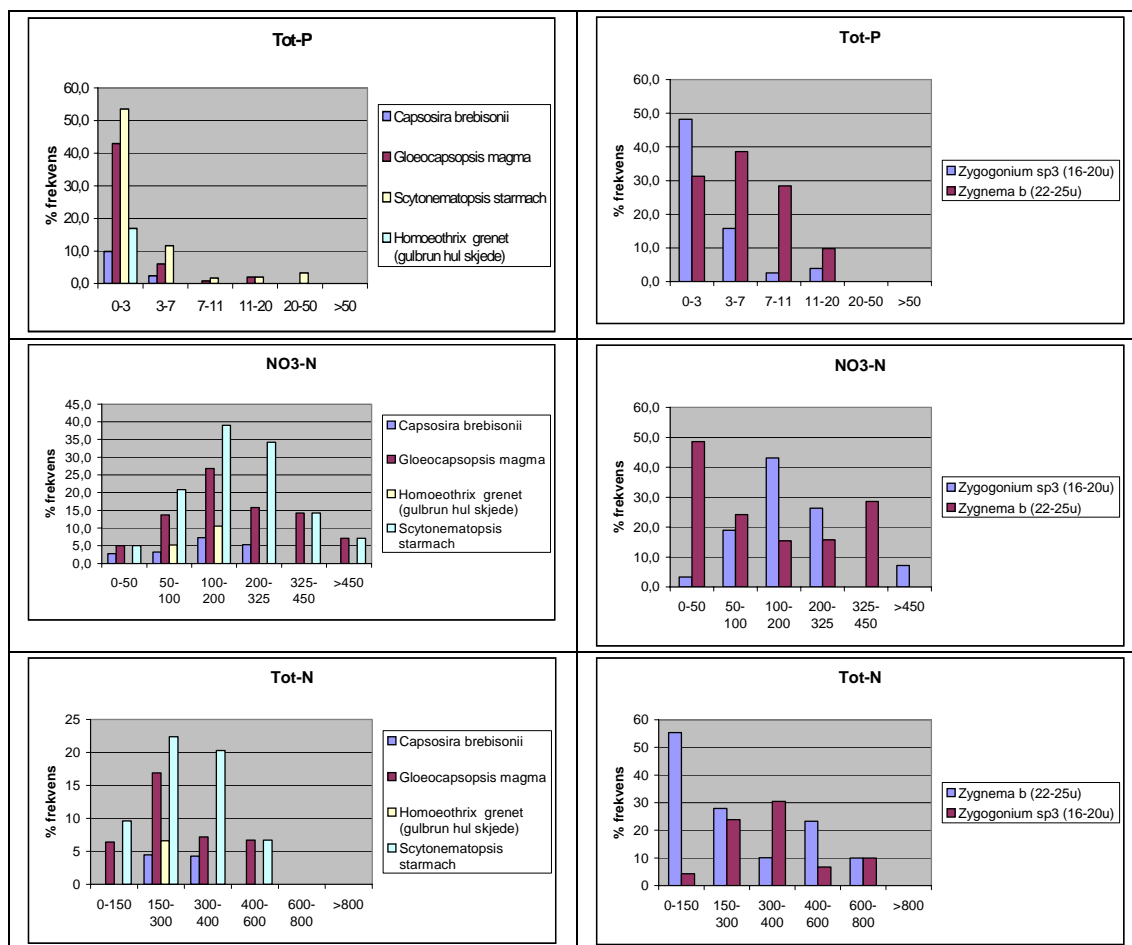 Tot-P
% frekvens
60,0
50,0
40,0
30,0
20,0
10,0
0,0
0-3 3-7 7-11 11-20 20-50 >50
Capsosira brebisonii
Gloeocapsopsis magma
Scytonematopsis starmach
Homoeothrix grenet
(gulbrun hul skjede)
Tot-P
% frekvens
60,0
50,0
40,0
30,0
20,0
10,0
0,0
0-3 3-7 7-11 11-20 20-50 >50
Zygogonium sp3 (16-20u)
Zygnema b (22-25u)
NO3-N
% frekvens
45,0
40,0
35,0
30,0
25,0
20,0
15,0
10,0
5,0
0,0
0-50 50- 100- 200- 325- >450
100 200 325 450
Capsosira brebisonii
Gloeocapsopsis magma
Homoeothrix grenet
(gulbrun hul skjede)
Scytonematopsis
starmach
NO3-N
% frekvens
60,0
50,0
40,0
30,0
20,0
10,0
0,0
0-50 50- 100- 200- 325- >450
100 200 325 450
Zygogonium sp3 (16-20u)
Zygnema b (22-25u)
Tot-N
% frekvens
25
20
15
10
5
0
0-150 150- 300- 400- 600- >800
300 400 600 800
Capsosira brebisonii
Gloeocapsopsis magma
Homoeothrix grenet
(gulbrun hul skjede)
Scytonematopsis
starmach
Tot-N
% frekvens
60
50
40
30
20
10
0
0-150 150- 300- 400- 600- >800
300 400 600 800
Zygnema b (22-25u)
Zygogonium sp3 (16-20u)